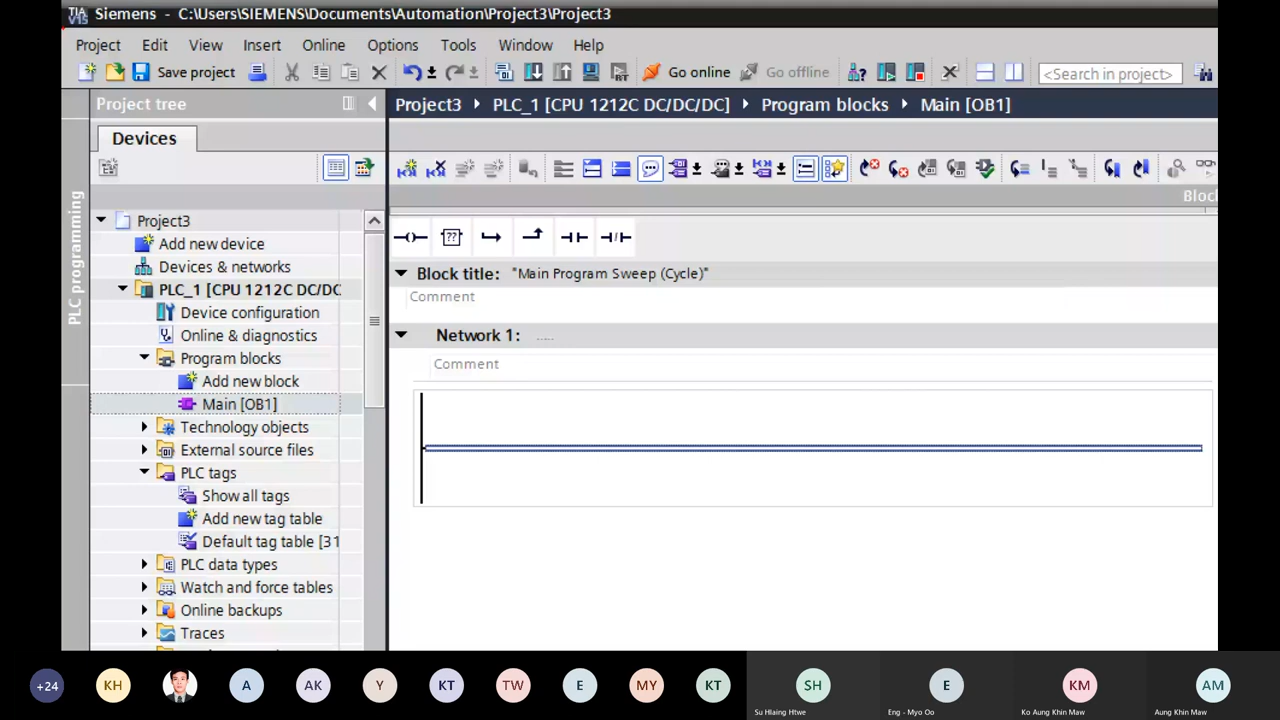 TIA
V15
Siemens - C:\Users\SIEMENS\Documents\Automation\Project3\Project3
Project Edit View Insert Online Options Tools Window Help
Save project
Go online
Go offline
<Search in project>
Project tree
Project3 PLC_1 [CPU 1212C DC/DC/DC] Program blocks Main [OB1]
Devices
PLC programming
Bloc
Project3
Add new device
Devices & networks
PLC_1 [CPU 1212C DC/DC
Device configuration
Online & diagnostics
Program blocks
Add new block
Main [OB1]
Technology objects
External source files
PLC tags
Show all tags
Add new tag table
Default tag table [31
PLC data types
Watch and force tables
Online backups
Traces
??
Block title: "Main Program Sweep (Cycle)"
Comment
Network 1: .....
Comment
+24 KH A AK Y KT TW E MY KT SH E KM AM
Su Hlaing Htwe Eng - Myo Oo Ko Aung Khin Maw Aung Khin Maw